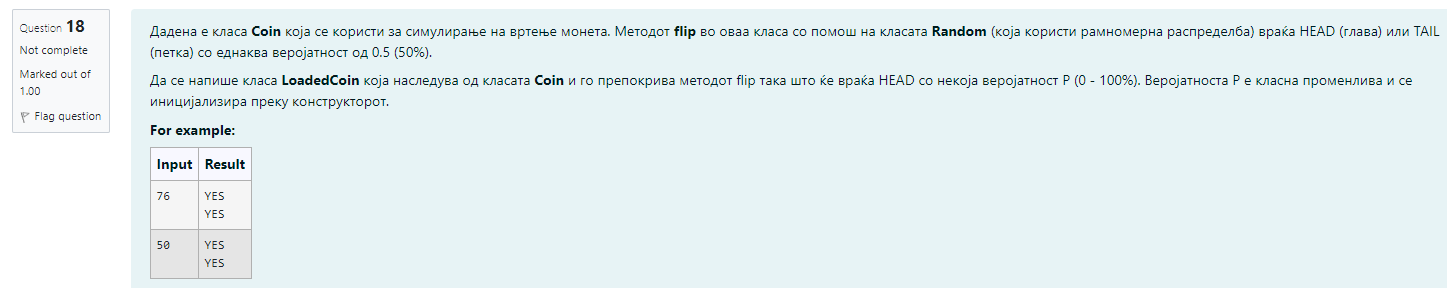 Question 18
Not complete
Marked out of
1.00
Flag question
Дадена е класа Coin која се користи за симулирање на вртење монета. Методот flip во оваа класа со помош на класата Random (која користи рамномерна распределба) враќа HEAD (глава) или TAIL
(петка) со еднаква веројатност од 0.5 (50%).
Да се напише класа LoadedCoin која наследува од класата Coin и го препокрива методот flip така што ќе враќа HEAD со некоја веројатност P (0 - 100%). Веројатноста P е класна променлива и се
иницијализира преку конструкторот.
For example:
Input Result
76 YES
YES
50 YES
YES